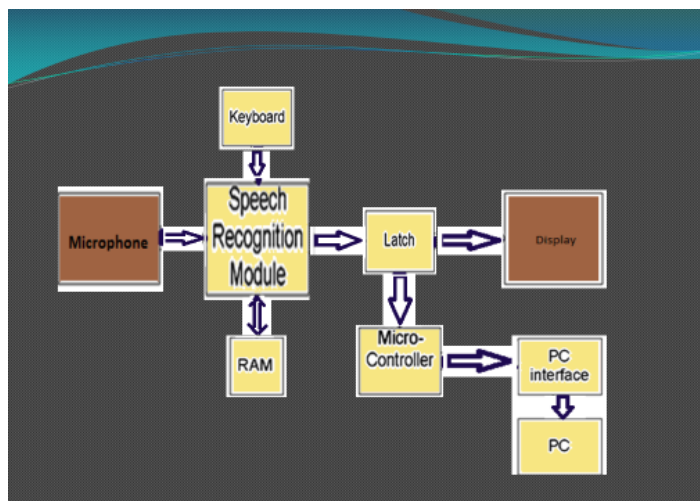 Keyboard
Microphone
Speech
Recognition
Module
Latch
Display
RAM
Micro-
Controller
PC
interface
PC